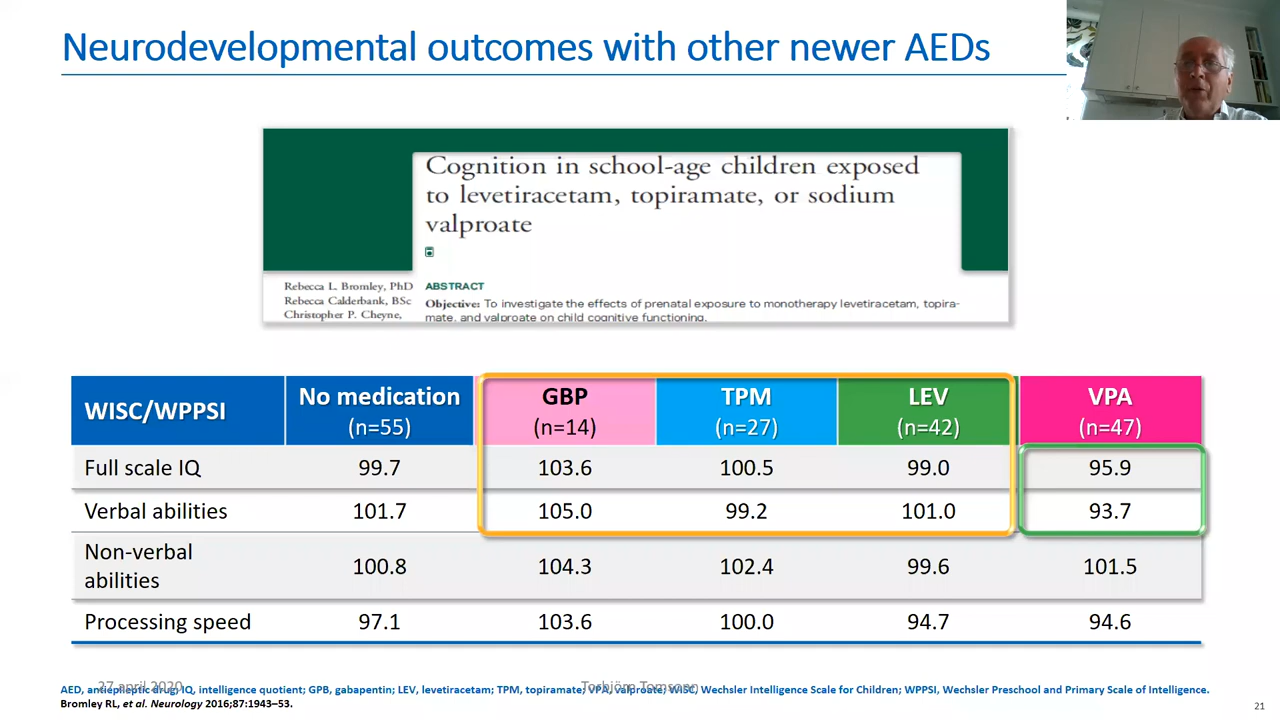 Neurodevelopmental outcomes with other newer AEDs
Cognition in school-age children exposed
to levetiracetam, topiramate, or sodium
valproate
Rebecca L. Bromley, PhD
Rebecca Calderbank, BSc
Christopher P. Cheyne,
ABSTRACT
Objective: To investigate the effects of prenatal exposure to monotherapy levetiracetam, topira-
mate, and valproate on child cognitive functioning.
WISC/WPPSI No medication (n=55) GBP (n=14) TPM (n=27) LEV (n=42) VPA (n=47)
Full scale IQ 99.7 103.6 100.5 99.0 95.9
Verbal abilities 101.7 105.0 99.2 101.0 93.7
Non-verbal abilities 100.8 104.3 102.4 99.6 101.5
Processing speed 97.1 103.6 100.0 94.7 94.6
27 april 2020
Torbjörn Tomson
AED, antiepileptic drug; IQ, intelligence quotient; GPB, gabapentin; LEV, levetiracetam; TPM, topiramate; VPA, valproate; WISC, Wechsler Intelligence Scale for Children; WPPSI, Wechsler Preschool and Primary Scale of Intelligence.
Bromley RL, et al. Neurology 2016;87:1943–53.
21